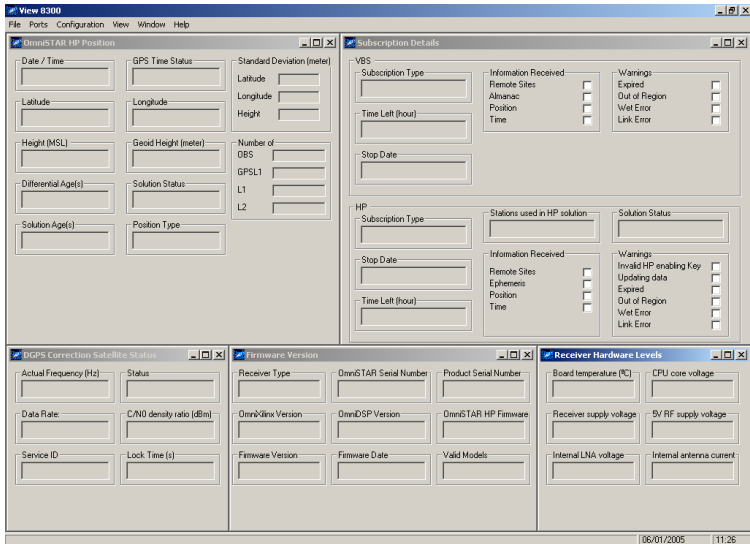 View 8300
File Ports Configuration View Window Help
OmniSTAR HP Position
Date / Time
GPS Time Status
Standard Deviation (meter)
Latitude
Longitude
Height
Latitude
Longitude
Height (MSL)
Geoid Height (meter)
Number of
OBS
GPSL1
L1
L2
Differential Age(s)
Solution Status
Solution Age(s)
Position Type
Subscription Details
VBS
Subscription Type
Time Left (hour)
Stop Date
Information Received
Remote Sites
Almanac
Position
Time
Warnings
Expired
Out of Region
Wet Error
Link Error
HP
Subscription Type
Stop Date
Time Left (hour)
Stations used in HP solution
Solution Status
Information Received
Remote Sites
Ephemeris
Position
Time
Warnings
Invalid HP enabling Key
Updating data
Expired
Out of Region
Wet Error
Link Error
DGPS Correction Satellite Status
Actual Frequency (Hz)
Status
Data Rate:
C/N0 density ratio (dBm)
Service ID
Lock Time (s)
Firmware Version
Receiver Type
OmniSTAR Serial Number
Product Serial Number
OmniXilinx Version
OmniDSP Version
OmniSTAR HP Firmware
Firmware Version
Firmware Date
Valid Models
Receiver Hardware Levels
Board temperature (ºC)
CPU core voltage
Receiver supply voltage
5V RF supply voltage
Internal LNA voltage
Internal antenna current
06/01/2005 11:26